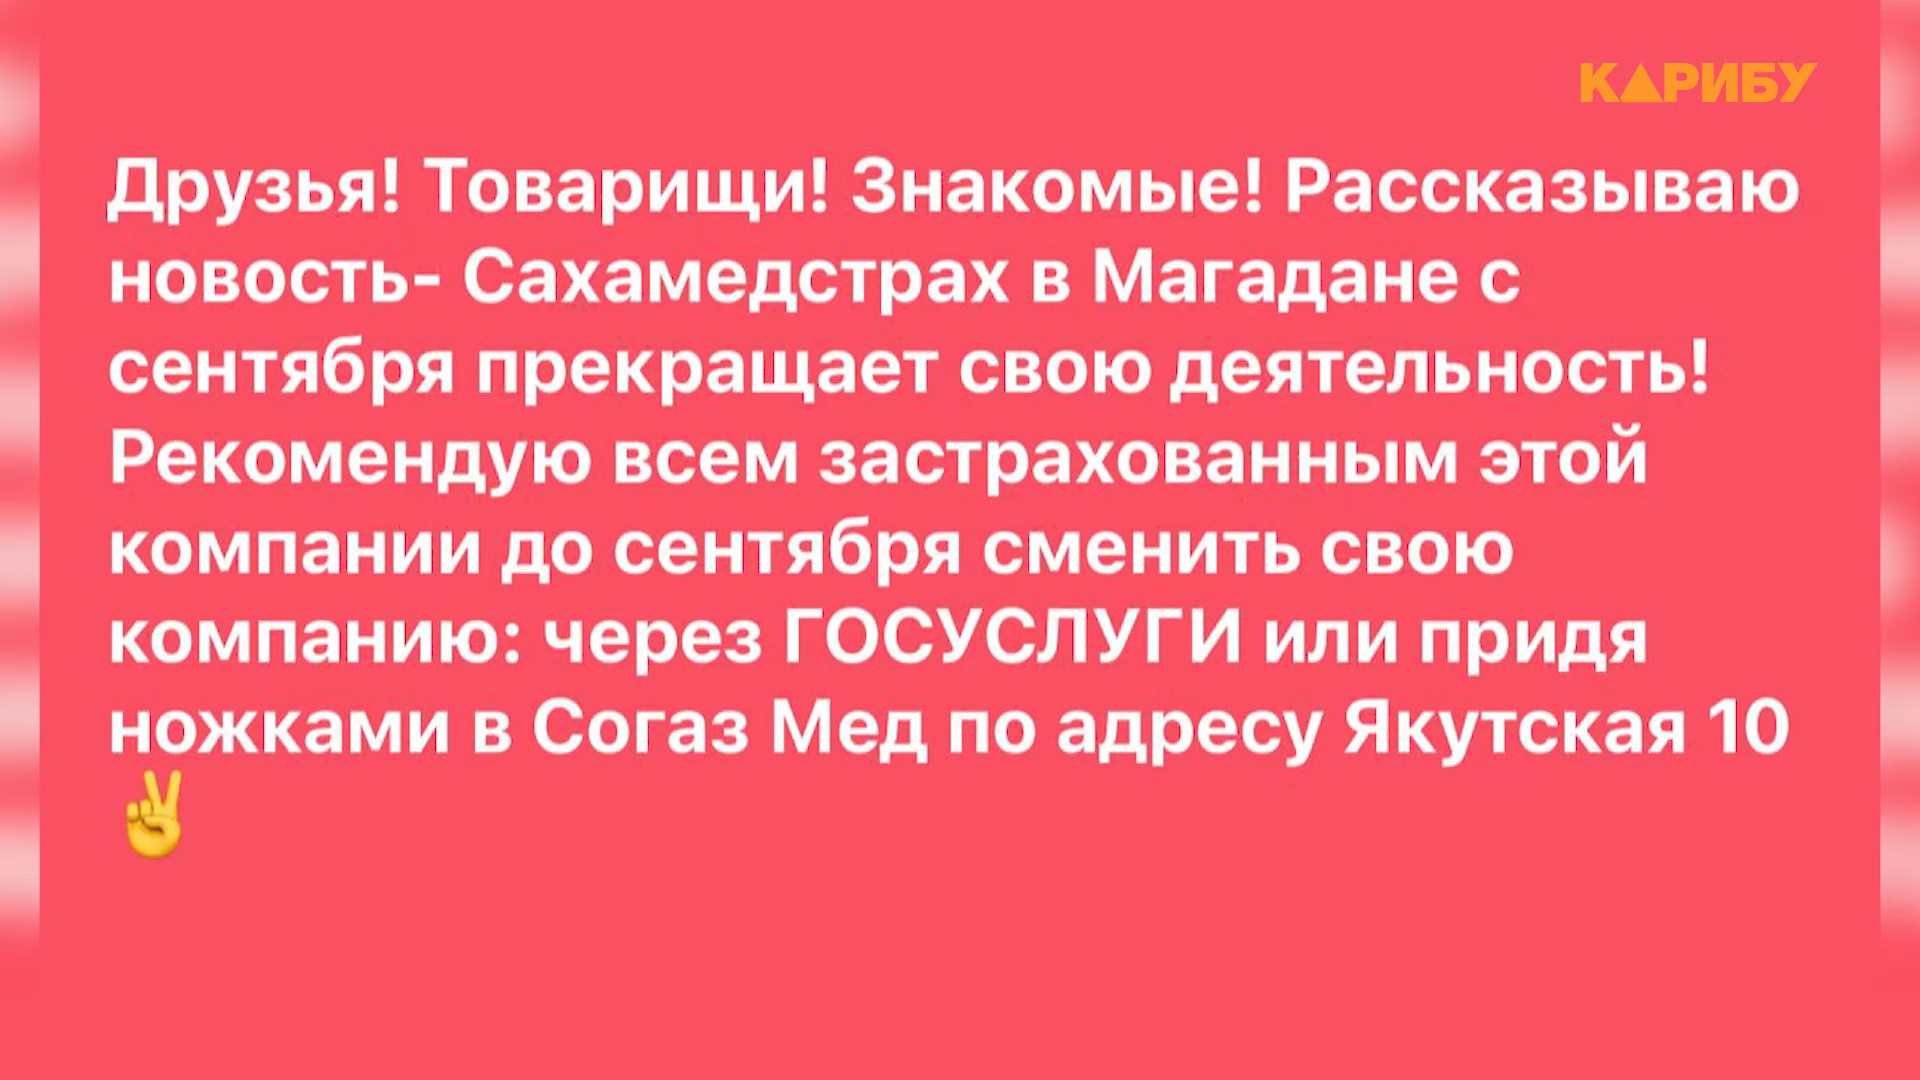 КАРИБУ
Друзья! Товарищи! Знакомые! Рассказываю
новость- Сахамедстрах в Магадане с
сентября прекращает свою деятельность!
Рекомендую всем застрахованным этой
компании до сентября сменить свою
компанию: через ГОСУСЛУГИ или придя
ножками в Согаз Мед по адресу Якутская 10
✌️